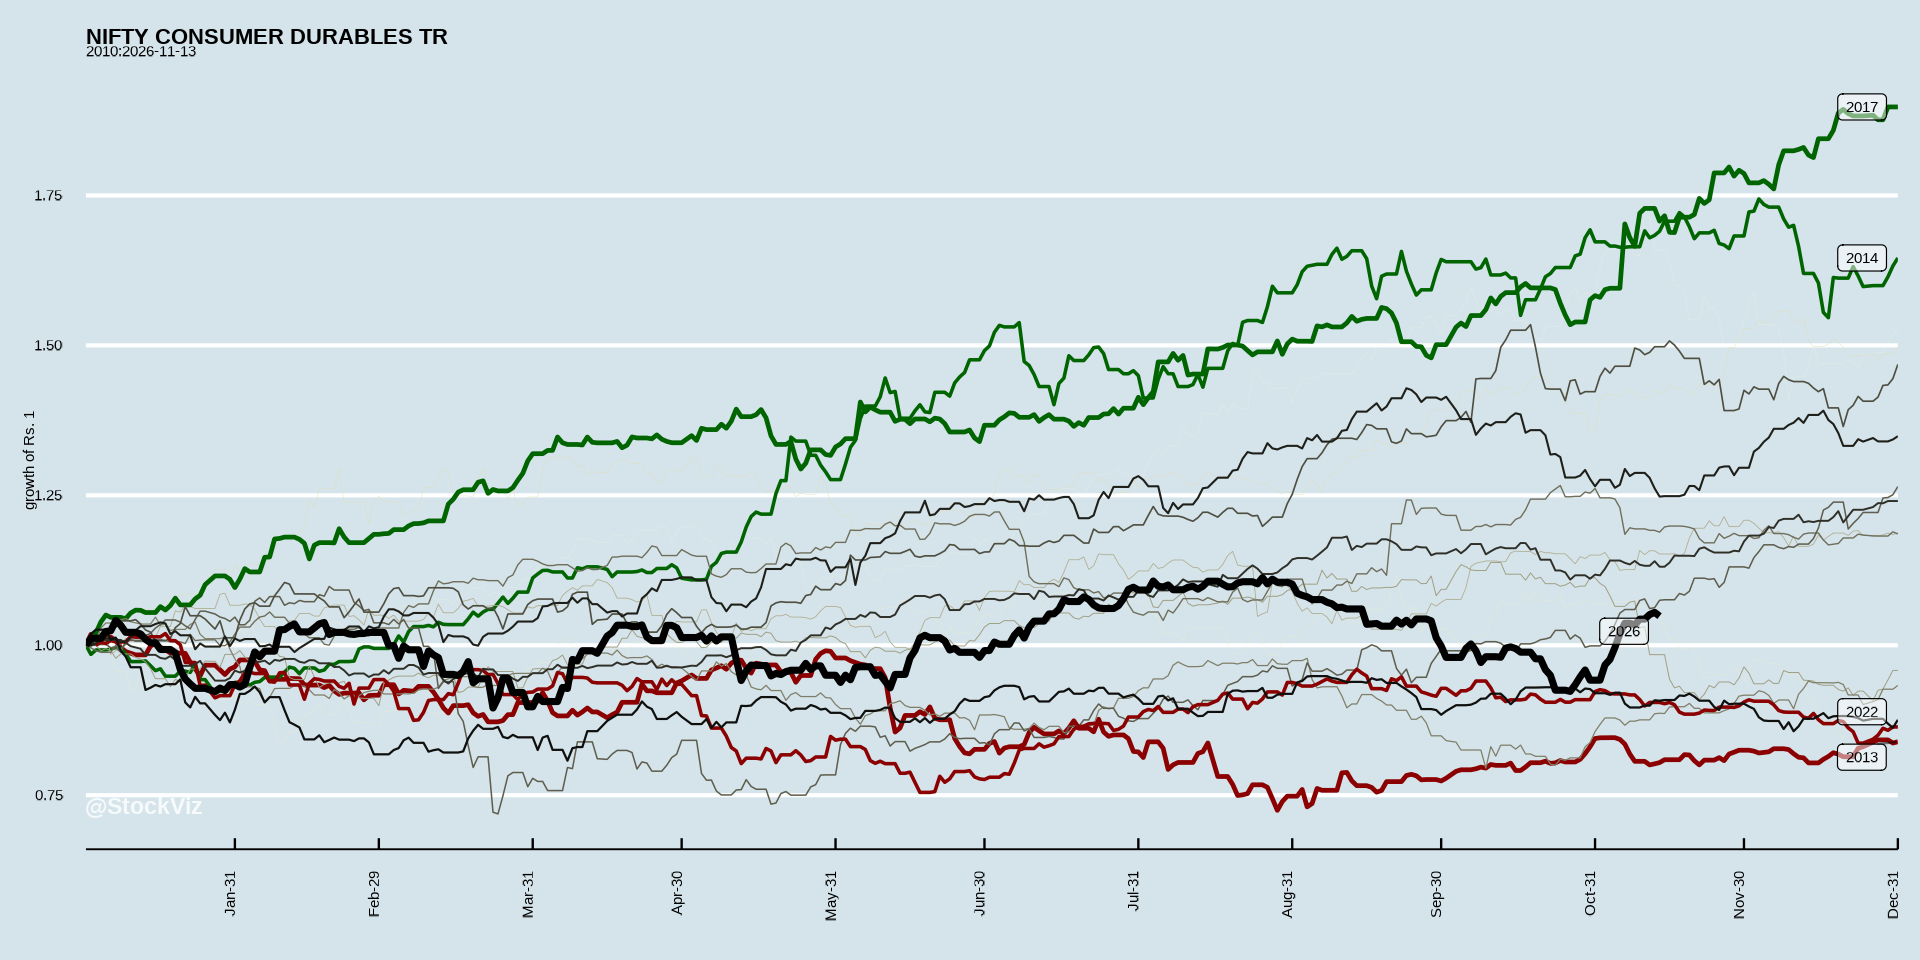 NIFTY CONSUMER DURABLES TR
2010:2026-11-13
2017
1.75
2014
1.50
growth of Rs. 1
1.25
1.00
2026
2022
2013
0.75
@StockViz
Jan-31
Feb-29
Mar-31
Apr-30
May-31
Jun-30
Jul-31
Aug-31
Sep-30
Oct-31
Nov-30
Dec-31